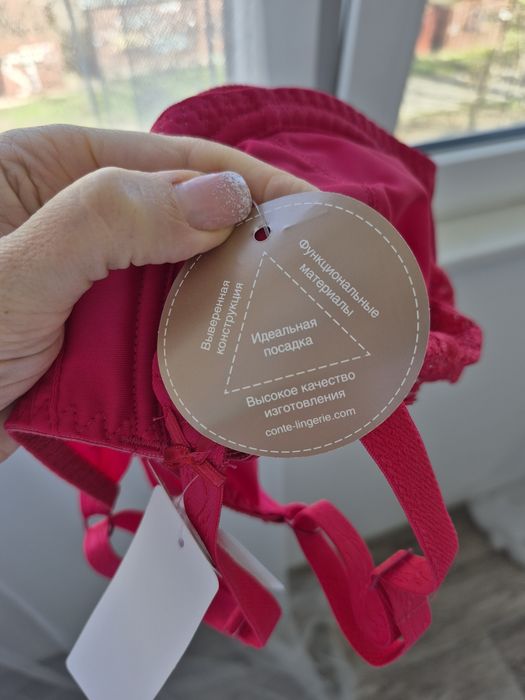 Выверенная
конструкция
Функциональные
материалы
Идеальная
посадка
Высокое качество
изготовления
conte-lingerie.com